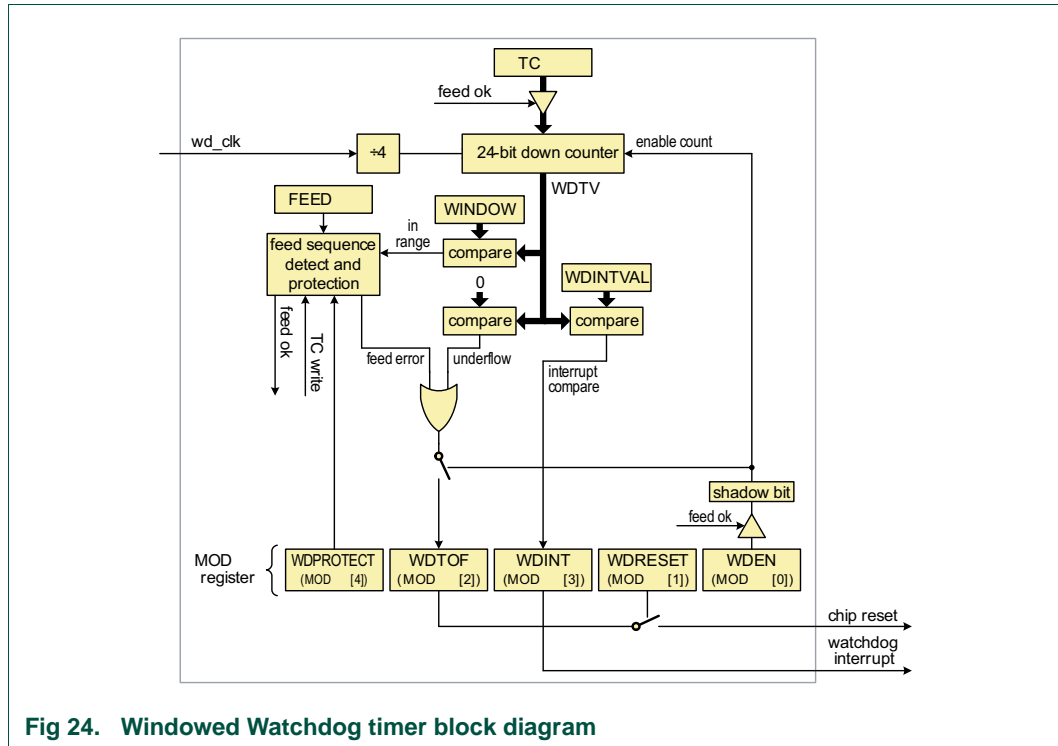 TC
feed ok
wd_clk
÷4
24-bit down counter
enable count
WDTV
FEED
WINDOW
in
range
feed sequence
detect and
protection
compare
WDINTVAL
0
compare
compare
feed ok
TC write
feed error
underflow
interrupt
compare
shadow bit
feed ok
MOD
register
WDPROTECT
(MOD [4])
WDTOF
(MOD [2])
WDINT
(MOD [3])
WDRESET
(MOD [1])
WDEN
(MOD [0])
chip reset
watchdog
interrupt
Fig 24. Windowed Watchdog timer block diagram